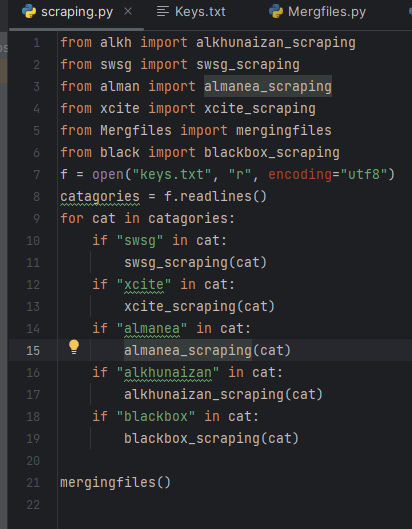 scraping.py × Keys.txt Mergfiles.py
1 from alkh import alkhunaizan_scraping
2 from swsg import swsg_scraping
3 from alman import almanea_scraping
4 from xcite import xcite_scraping
5 from Mergfiles import mergingfiles
6 from black import blackbox_scraping
7 f = open("keys.txt", "r", encoding="utf8")
8 catagories = f.readlines()
9 for cat in catagories:
10     if "swsg" in cat:
11         swsg_scraping(cat)
12     if "xcite" in cat:
13         xcite_scraping(cat)
14     if "almanea" in cat:
15         almanea_scraping(cat)
16     if "alkhunaizan" in cat:
17         alkhunaizan_scraping(cat)
18     if "blackbox" in cat:
19         blackbox_scraping(cat)
20
21 mergingfiles()
22